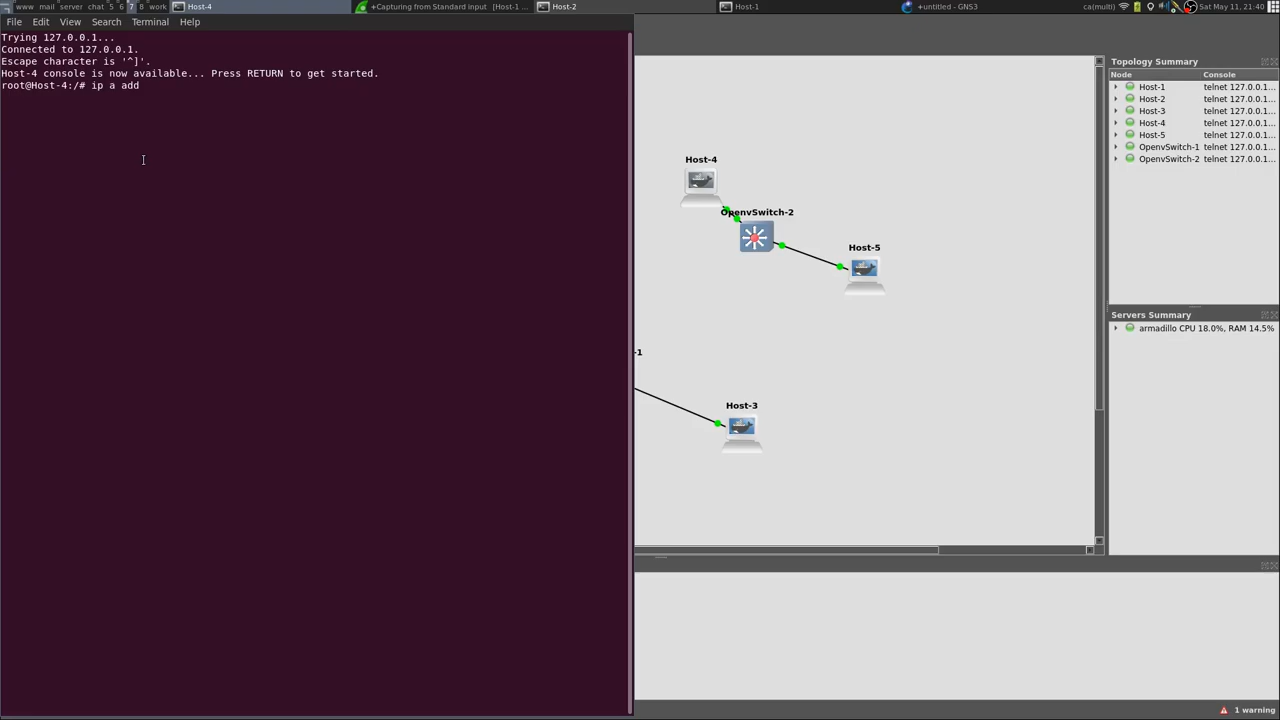 www mail server chat 5 6 7 8 work
Host-4
+Capturing from Standard input [Host-1 ...
Host-2
Host-1
+untitled - GNS3
ca(multi)
Sat May 11, 21:40
File Edit View Search Terminal Help
Trying 127.0.0.1...
Connected to 127.0.0.1.
Escape character is '^]'.
Host-4 console is now available... Press RETURN to get started.
root@Host-4:/# ip a add
Host-4
OpenvSwitch-2
Host-5
-1
Host-3
Topology Summary
Node Console
Host-1 telnet 127.0.0.1...
Host-2 telnet 127.0.0.1...
Host-3 telnet 127.0.0.1...
Host-4 telnet 127.0.0.1...
Host-5 telnet 127.0.0.1...
OpenvSwitch-1 telnet 127.0.0.1...
OpenvSwitch-2 telnet 127.0.0.1...
Servers Summary
armadillo CPU 18.0%, RAM 14.5%
1 warning